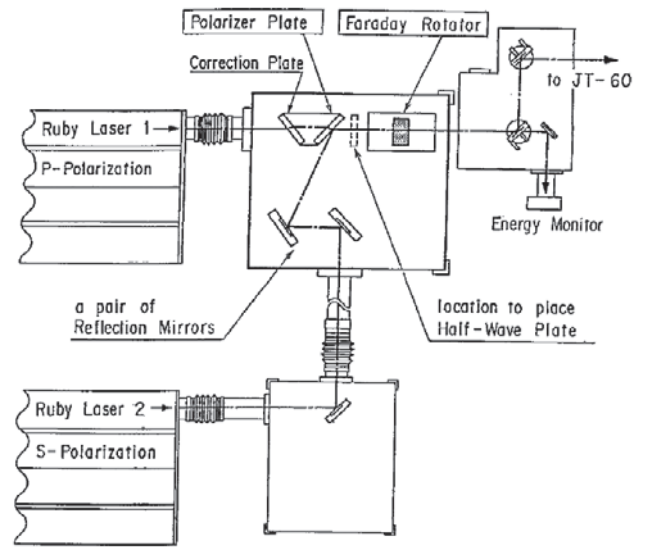 Polarizer Plate
Faraday Rotator
Correction Plate
to JT-60
Ruby Laser 1
P-Polarization
Energy Monitor
a pair of
Reflection Mirrors
location to place
Half-Wave Plate
Ruby Laser 2
S-Polarization